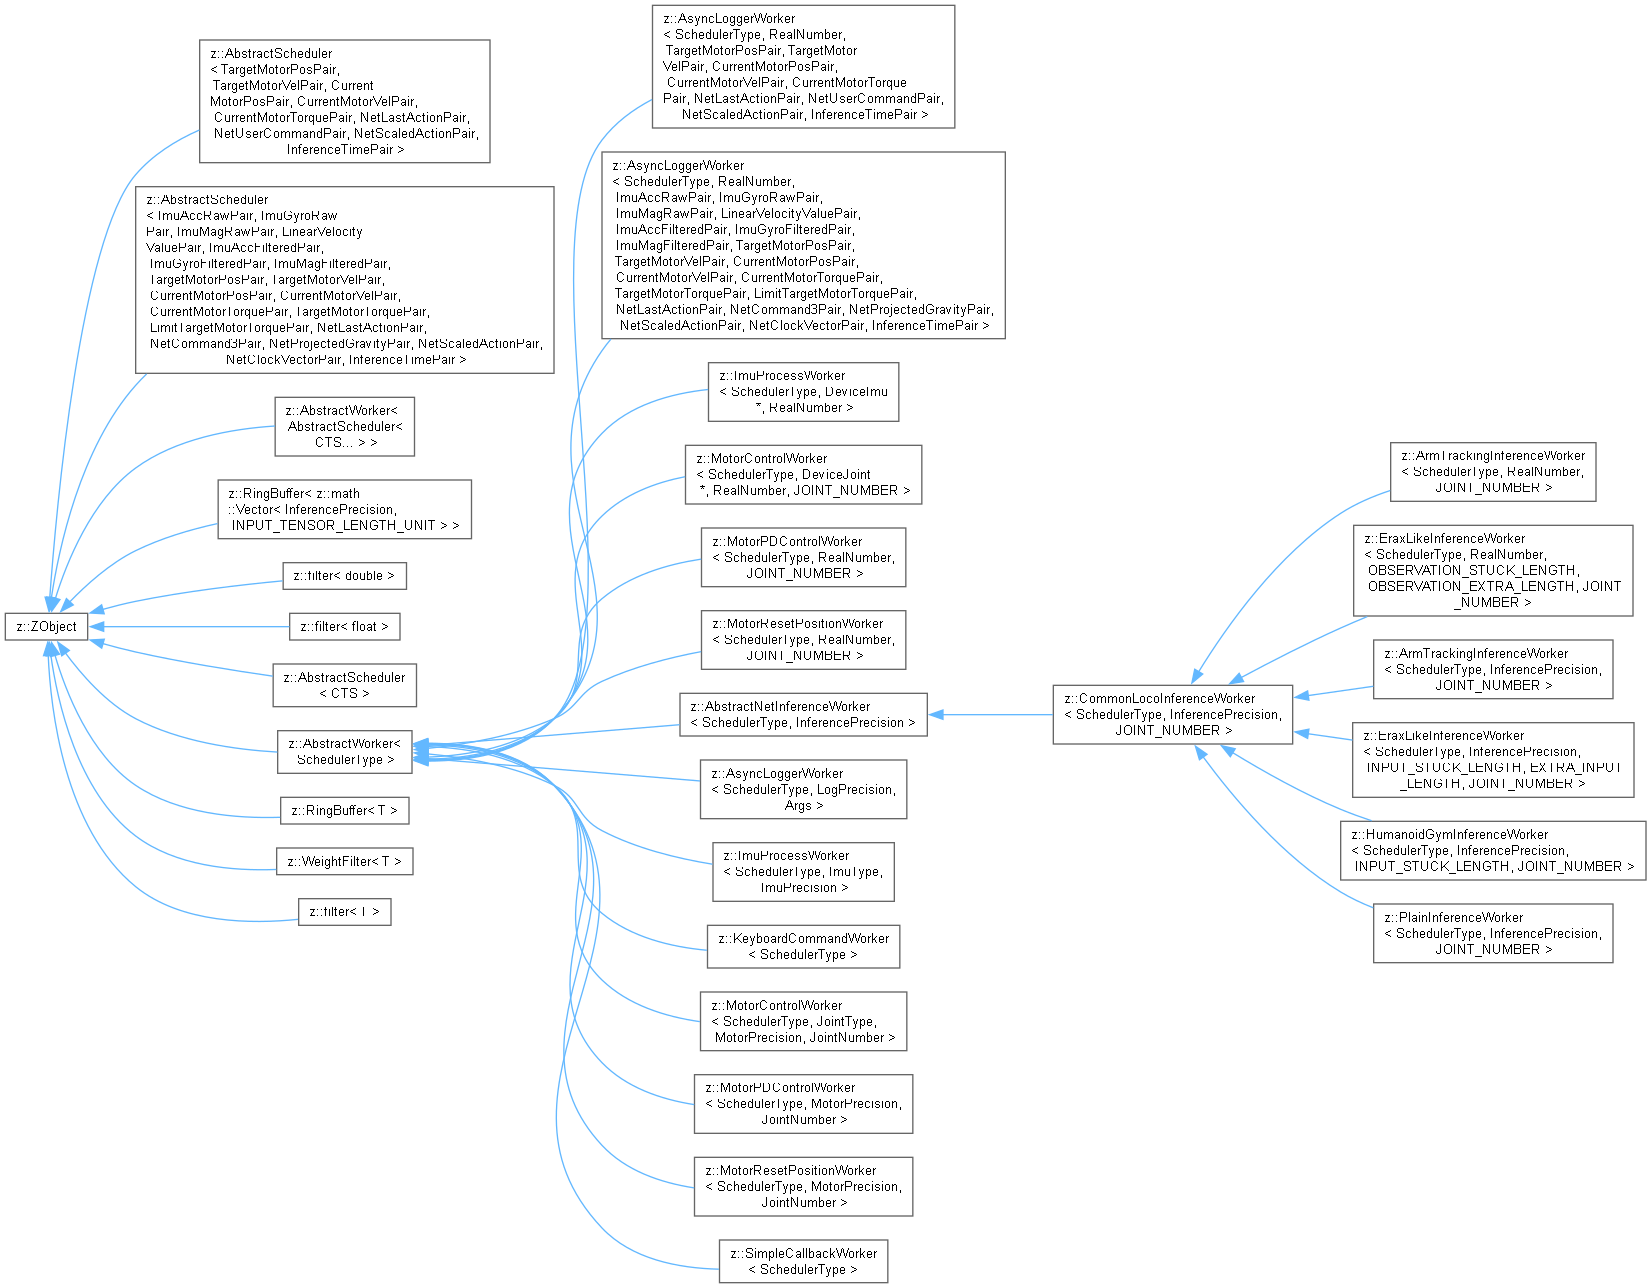 z::AbstractScheduler
< TargetMotorPosPair,
TargetMotorVelPair, Current
MotorPosPair, CurrentMotorVelPair,
CurrentMotorTorquePair, NetLastActionPair,
NetUserCommandPair, NetScaledActionPair,
InferenceTimePair >
z::AbstractScheduler
< ImuAccRawPair, ImuGyroRaw
Pair, ImuMagRawPair, LinearVelocity
ValuePair, ImuAccFilteredPair,
ImuGyroFilteredPair, ImuMagFilteredPair,
TargetMotorPosPair, TargetMotorVelPair,
CurrentMotorPosPair, CurrentMotorVelPair,
CurrentMotorTorquePair, TargetMotorTorquePair,
LimitTargetMotorTorquePair, NetLastActionPair,
NetCommand3Pair, NetProjectedGravityPair, NetScaledActionPair,
NetClockVectorPair, InferenceTimePair >
z::AbstractWorker<
AbstractScheduler<
CTS... > >
z::RingBuffer< z::math
::Vector< InferencePrecision,
INPUT_TENSOR_LENGTH_UNIT > >
z::filter< double >
z::ZObject
z::filter< float >
z::AbstractScheduler
< CTS >
z::AbstractWorker<
SchedulerType >
z::RingBuffer< T >
z::WeightFilter< T >
z::filter< T >
z::AsyncLoggerWorker
< SchedulerType, RealNumber,
TargetMotorPosPair, TargetMotor
VelPair, CurrentMotorPosPair,
CurrentMotorVelPair, CurrentMotorTorque
Pair, NetLastActionPair, NetUserCommandPair,
NetScaledActionPair, InferenceTimePair >
z::AsyncLoggerWorker
< SchedulerType, RealNumber,
ImuAccRawPair, ImuGyroRawPair,
ImuMagRawPair, LinearVelocityValuePair,
ImuAccFilteredPair, ImuGyroFilteredPair,
ImuMagFilteredPair, TargetMotorPosPair,
TargetMotorVelPair, CurrentMotorPosPair,
CurrentMotorVelPair, CurrentMotorTorquePair,
TargetMotorTorquePair, LimitTargetMotorTorquePair,
NetLastActionPair, NetCommand3Pair, NetProjectedGravityPair,
NetScaledActionPair, NetClockVectorPair, InferenceTimePair >
z::ImuProcessWorker
< SchedulerType, DeviceImu
*, RealNumber >
z::MotorControlWorker
< SchedulerType, DeviceJoint
*, RealNumber, JOINT_NUMBER >
z::MotorPDControlWorker
< SchedulerType, RealNumber,
JOINT_NUMBER >
z::MotorResetPositionWorker
< SchedulerType, RealNumber,
JOINT_NUMBER >
z::AbstractNetInferenceWorker
< SchedulerType, InferencePrecision >
z::AsyncLoggerWorker
< SchedulerType, LogPrecision,
Args >
z::ImuProcessWorker
< SchedulerType, ImuType,
ImuPrecision >
z::KeyboardCommandWorker
< SchedulerType >
z::MotorControlWorker
< SchedulerType, JointType,
MotorPrecision, JointNumber >
z::MotorPDControlWorker
< SchedulerType, MotorPrecision,
JointNumber >
z::MotorResetPositionWorker
< SchedulerType, MotorPrecision,
JointNumber >
z::SimpleCallbackWorker
< SchedulerType >
z::CommonLocoInferenceWorker
< SchedulerType, InferencePrecision,
JOINT_NUMBER >
z::ArmTrackingInferenceWorker
< SchedulerType, RealNumber,
JOINT_NUMBER >
z::EraxLikeInferenceWorker
< SchedulerType, RealNumber,
OBSERVATION_STUCK_LENGTH,
OBSERVATION_EXTRA_LENGTH, JOINT
_NUMBER >
z::ArmTrackingInferenceWorker
< SchedulerType, InferencePrecision,
JOINT_NUMBER >
z::EraxLikeInferenceWorker
< SchedulerType, InferencePrecision,
INPUT_STUCK_LENGTH, EXTRA_INPUT
_LENGTH, JOINT_NUMBER >
z::HumanoidGymInferenceWorker
< SchedulerType, InferencePrecision,
INPUT_STUCK_LENGTH, JOINT_NUMBER >
z::PlainInferenceWorker
< SchedulerType, InferencePrecision,
JOINT_NUMBER >